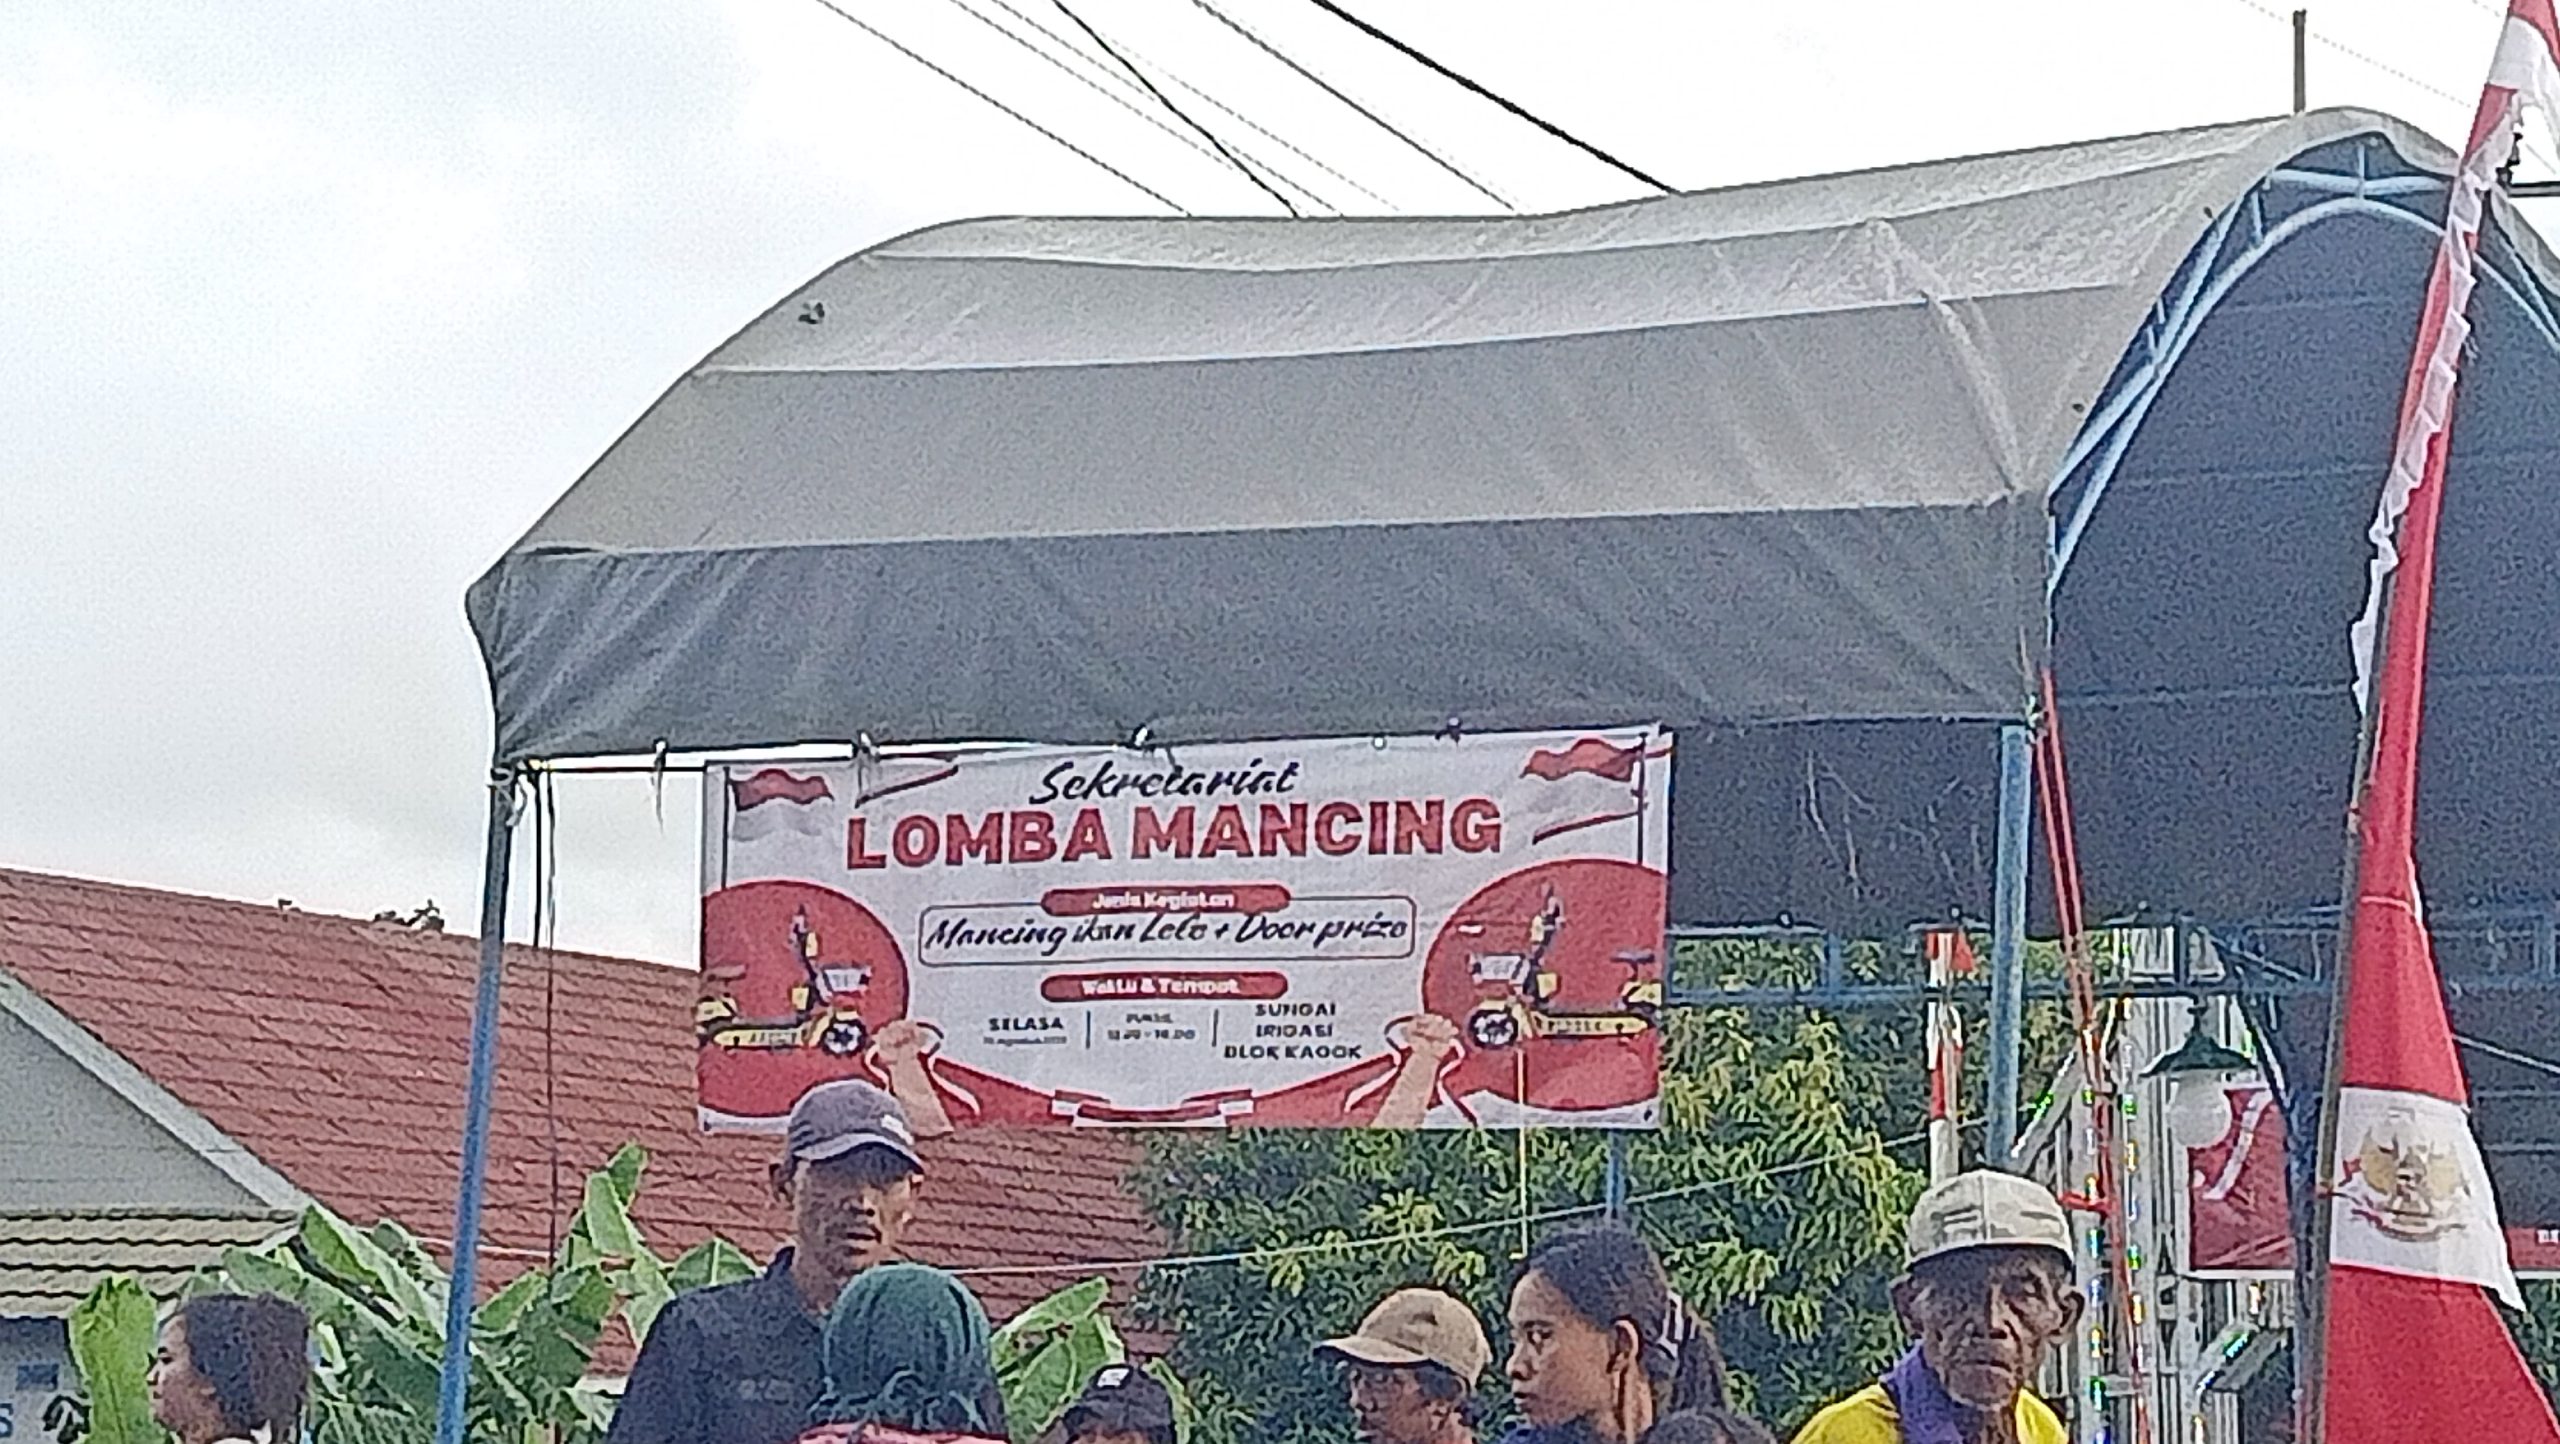 Sekretariat
LOMBA MANCING
Jenis Kegiatan
Mancing ikan Lele + Door prize
Waktu & Tempat
SELASA
SUNGAI
IRIGASI
BLOK KAOOK